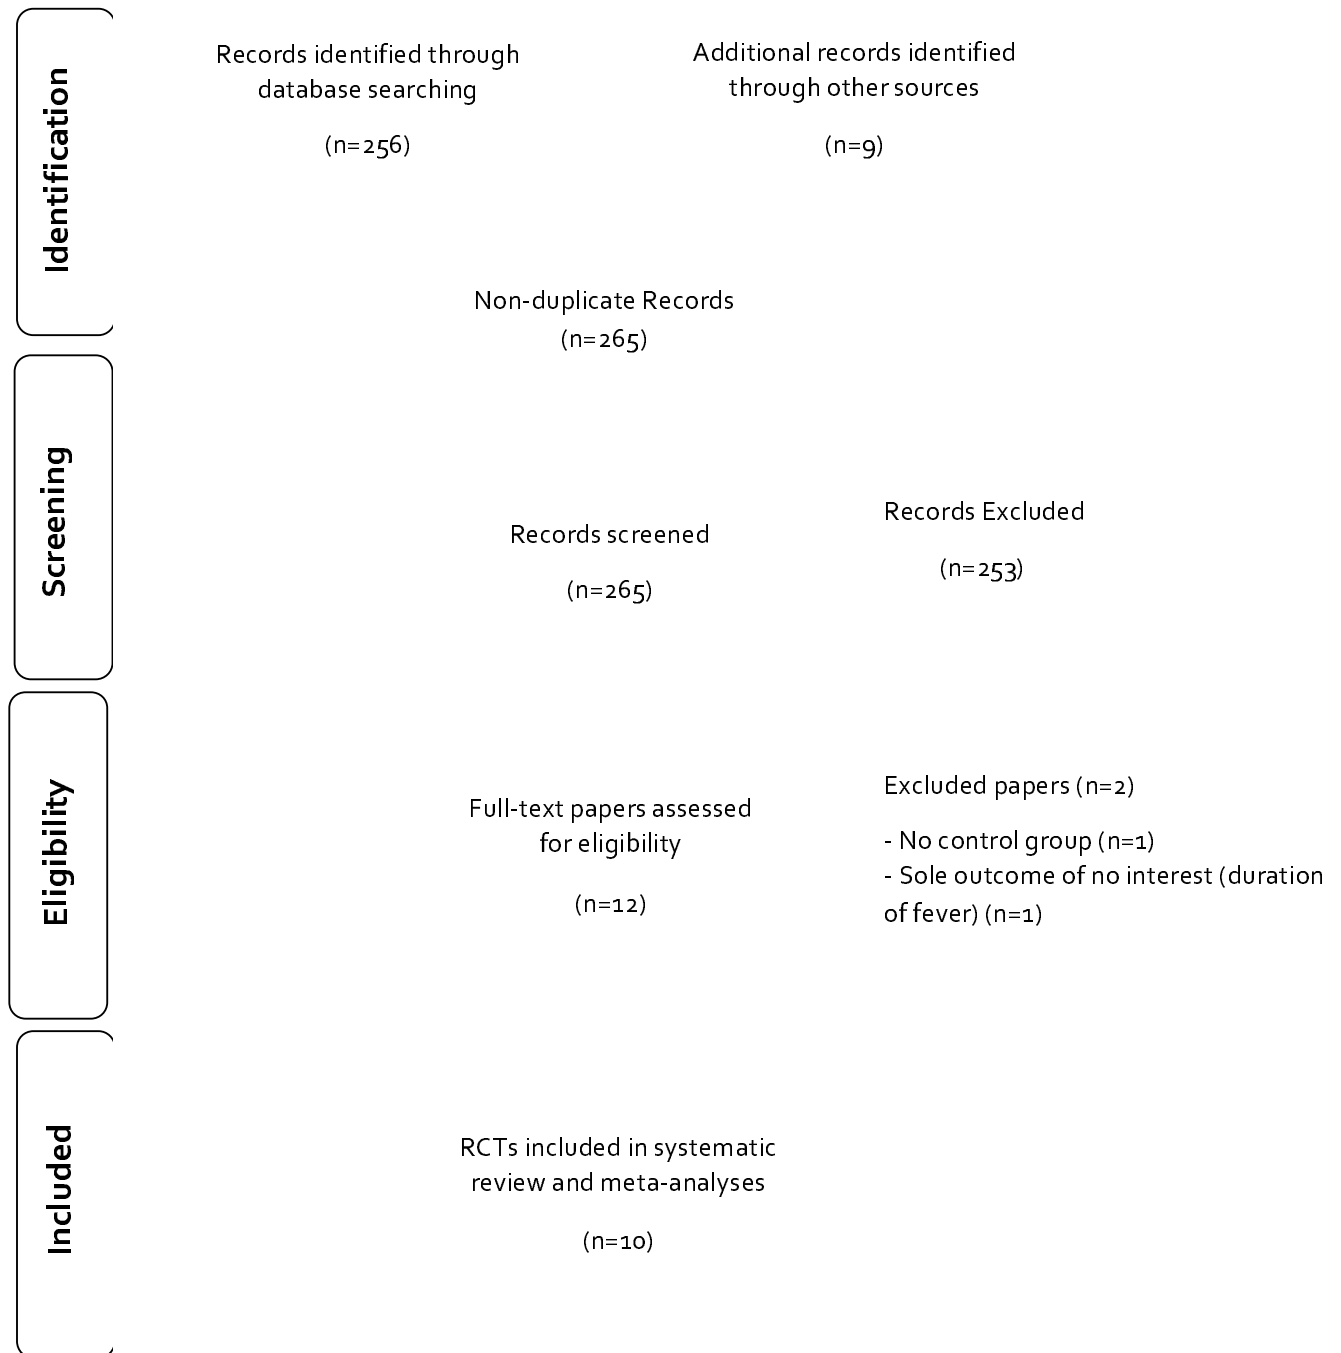 Identification
Records identified through
database searching
(n=256)
Additional records identified
through other sources
(n=9)
Non-duplicate Records
(n=265)
Screening
Records screened
(n=265)
Records Excluded
(n=253)
Eligibility
Full-text papers assessed
for eligibility
(n=12)
Excluded papers (n=2)
- No control group (n=1)
- Sole outcome of no interest (duration
of fever) (n=1)
Included
RCTs included in systematic
review and meta-analyses
(n=10)